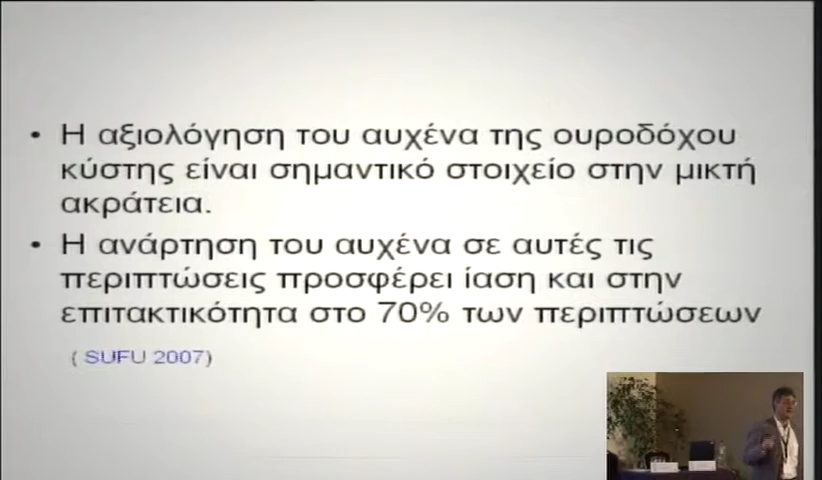 • Η αξιολόγηση του αυχένα της ουροδόχου
κύστης είναι σημαντικό στοιχείο στην μικτή
ακράτεια.
• Η ανάρτηση του αυχένα σε αυτές τις
περιπτώσεις προσφέρει ίαση και στην
επιτακτικότητα στο 70% των περιπτώσεων
( SUFU 2007)